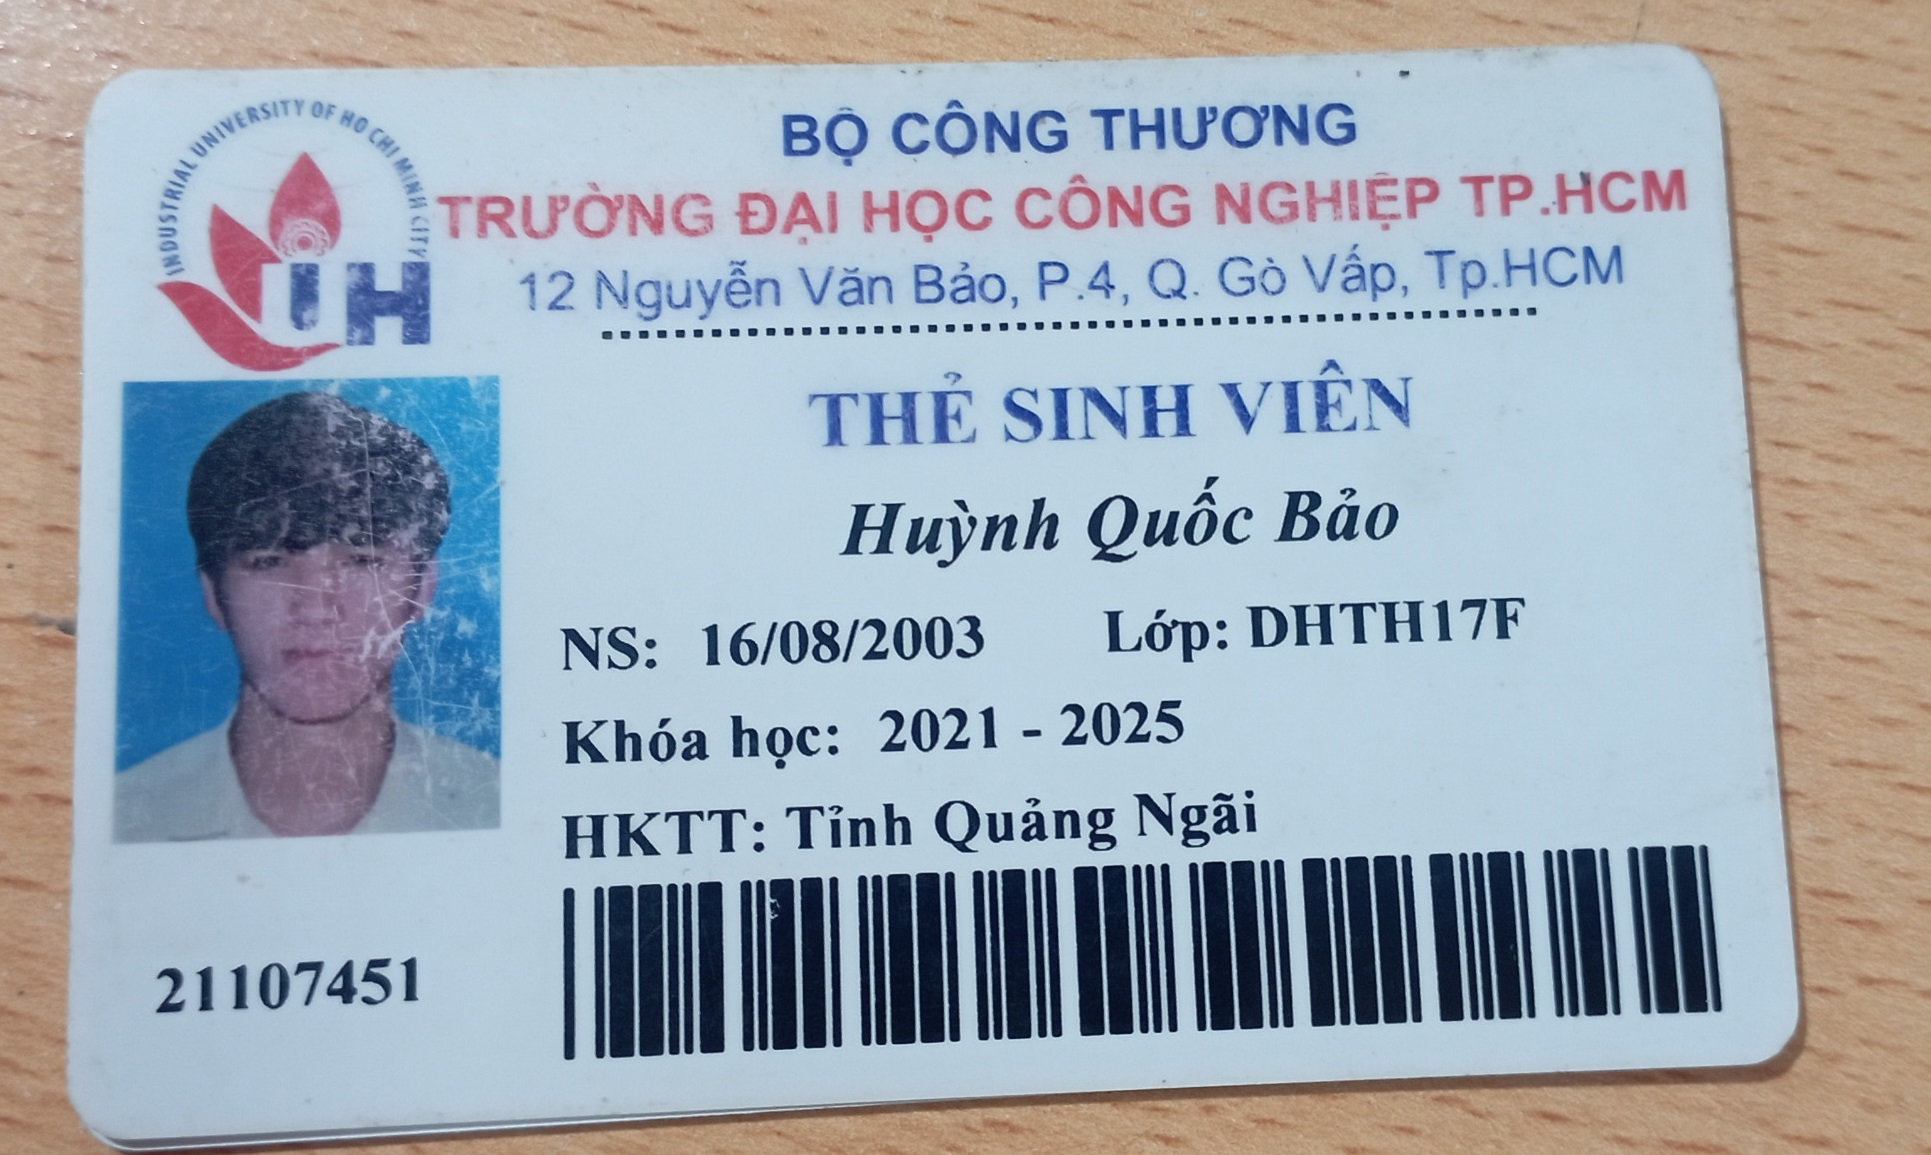 INDUSTRIAL UNIVERSITY OF HO CHI MINH CITY
IUH
BỘ CÔNG THƯƠNG
TRƯỜNG ĐẠI HỌC CÔNG NGHIỆP TP.HCM
12 Nguyễn Văn Bảo, P.4, Q. Gò Vấp, Tp.HCM
THẺ SINH VIÊN
Huỳnh Quốc Bảo
NS: 16/08/2003 Lớp: DHTH17F
Khóa học: 2021 - 2025
HKTT: Tỉnh Quảng Ngãi
21107451